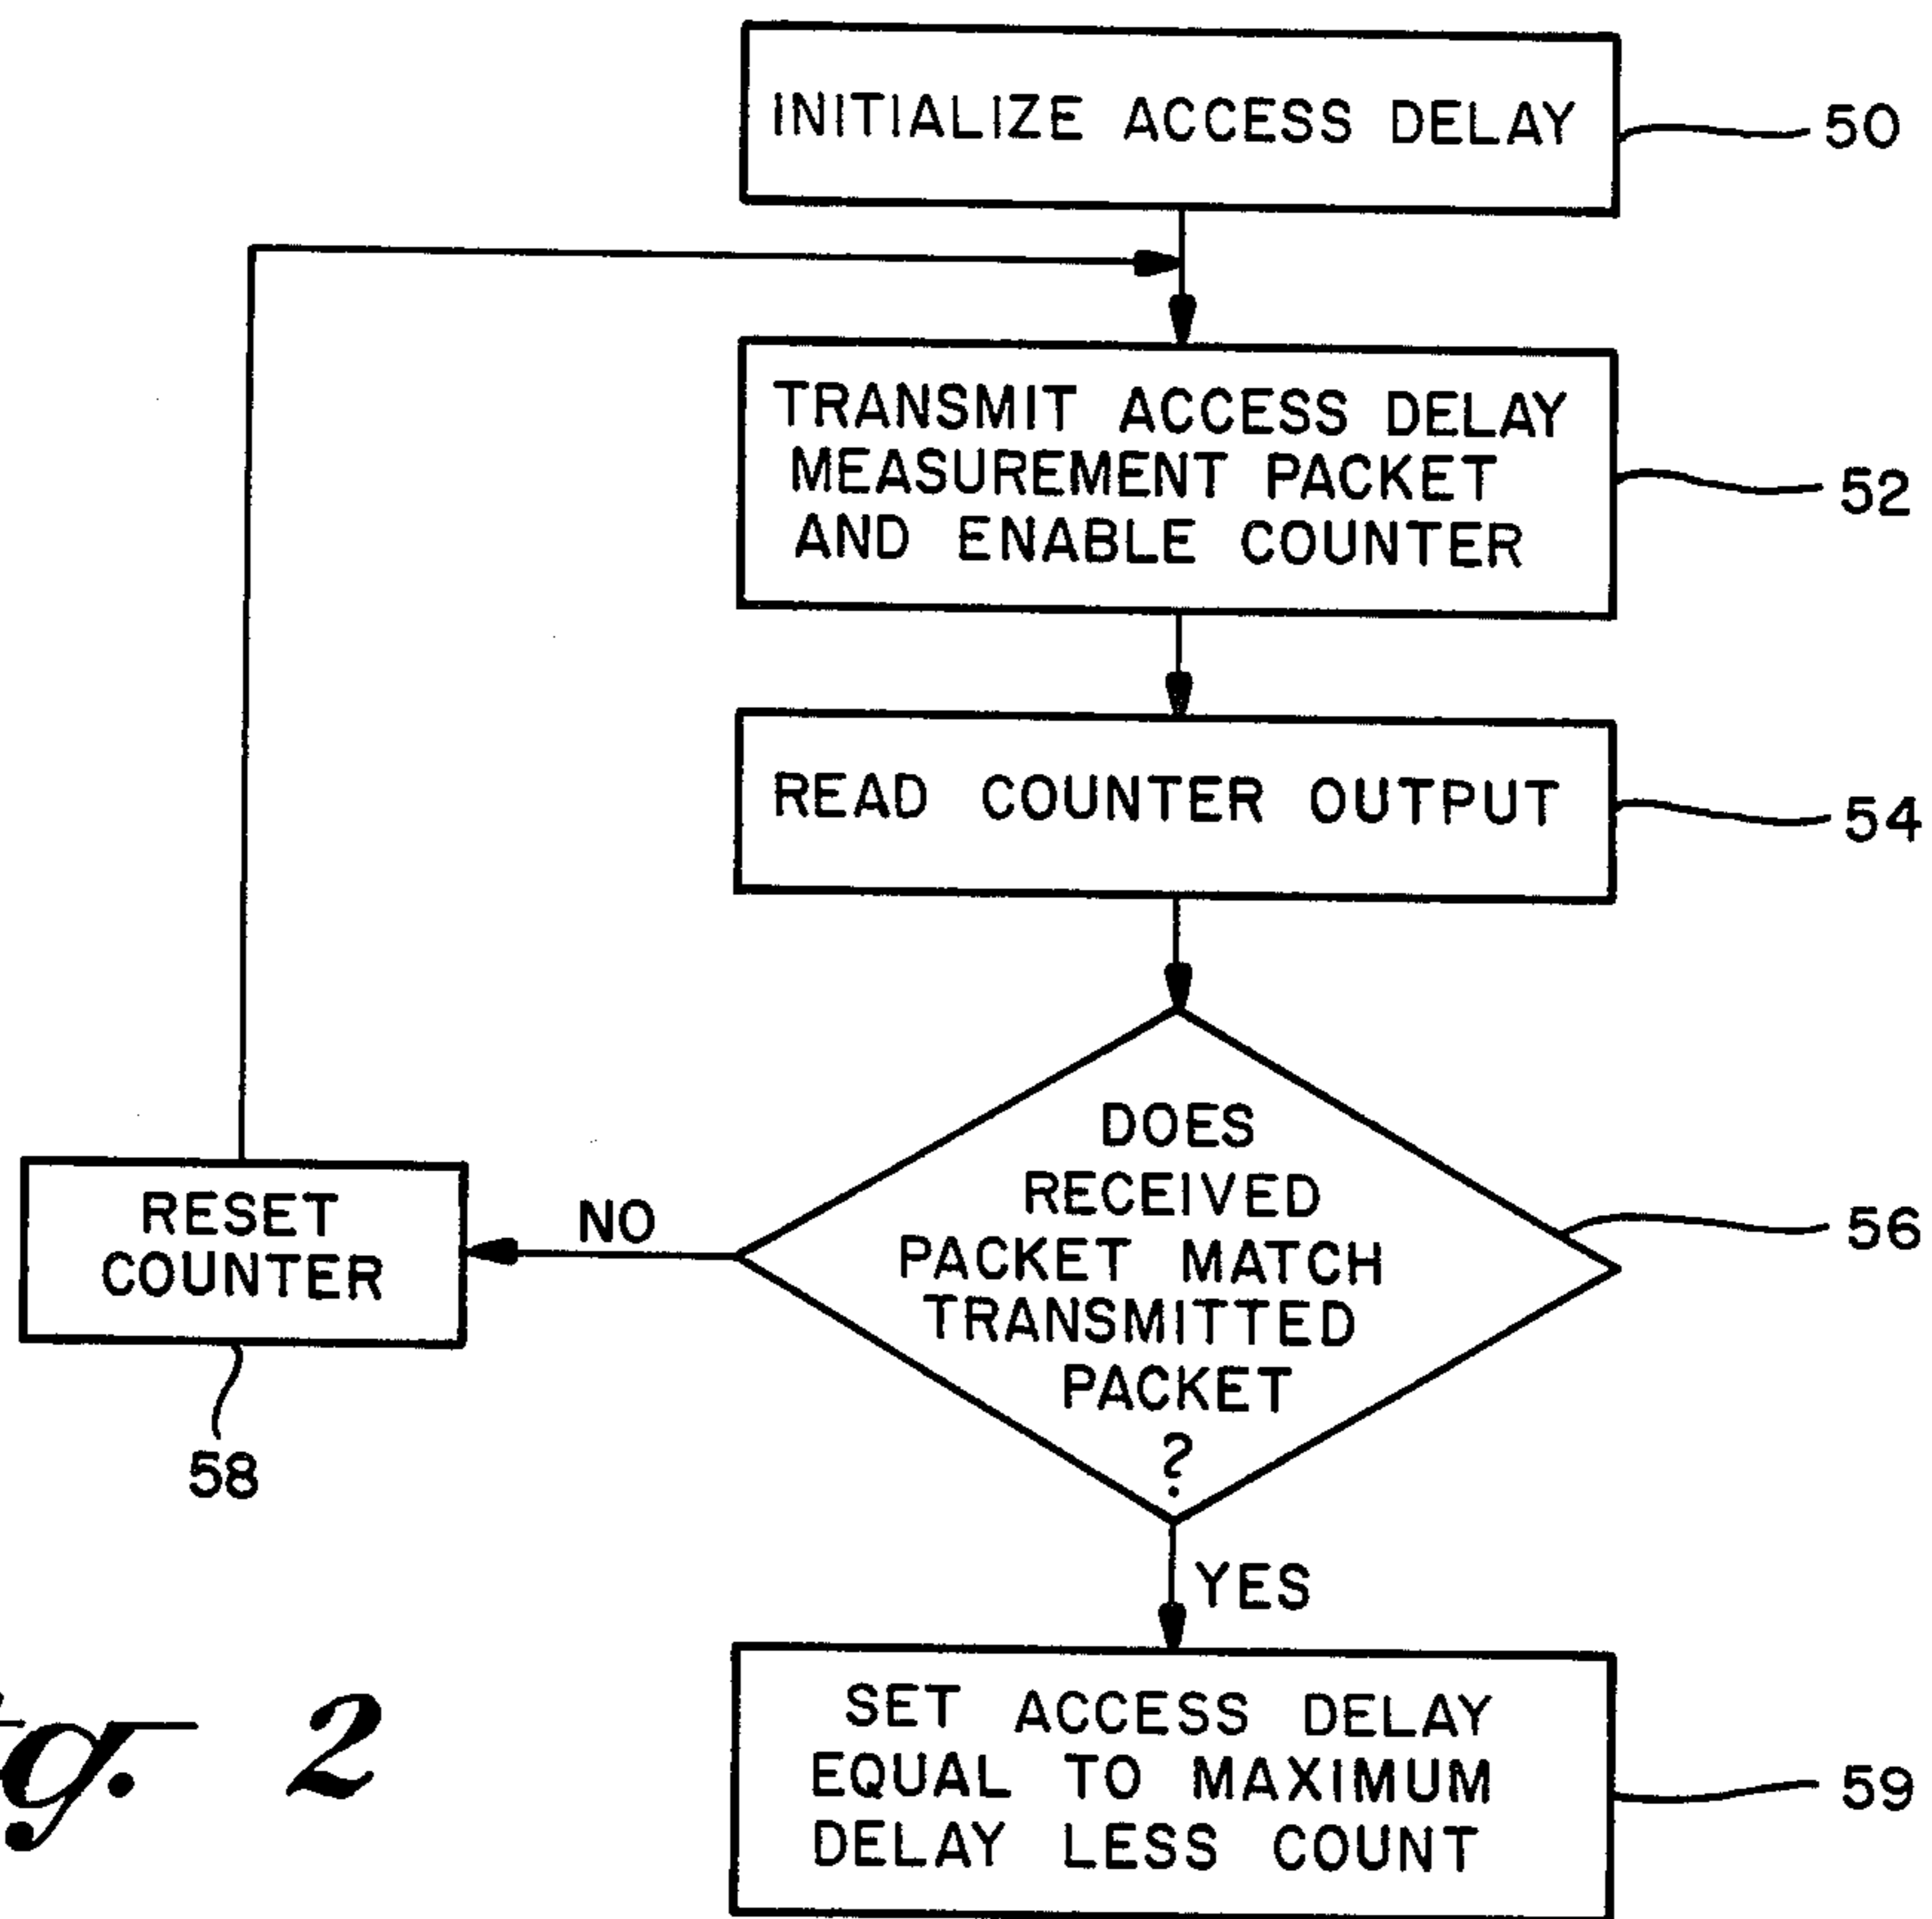 INITIALIZE ACCESS DELAY
50
TRANSMIT ACCESS DELAY
MEASUREMENT PACKET
AND ENABLE COUNTER
52
READ COUNTER OUTPUT
54
DOES
RECEIVED
PACKET MATCH
TRANSMITTED
PACKET
?
56
NO
RESET
COUNTER
58
YES
SET ACCESS DELAY
EQUAL TO MAXIMUM
DELAY LESS COUNT
59
g. 2